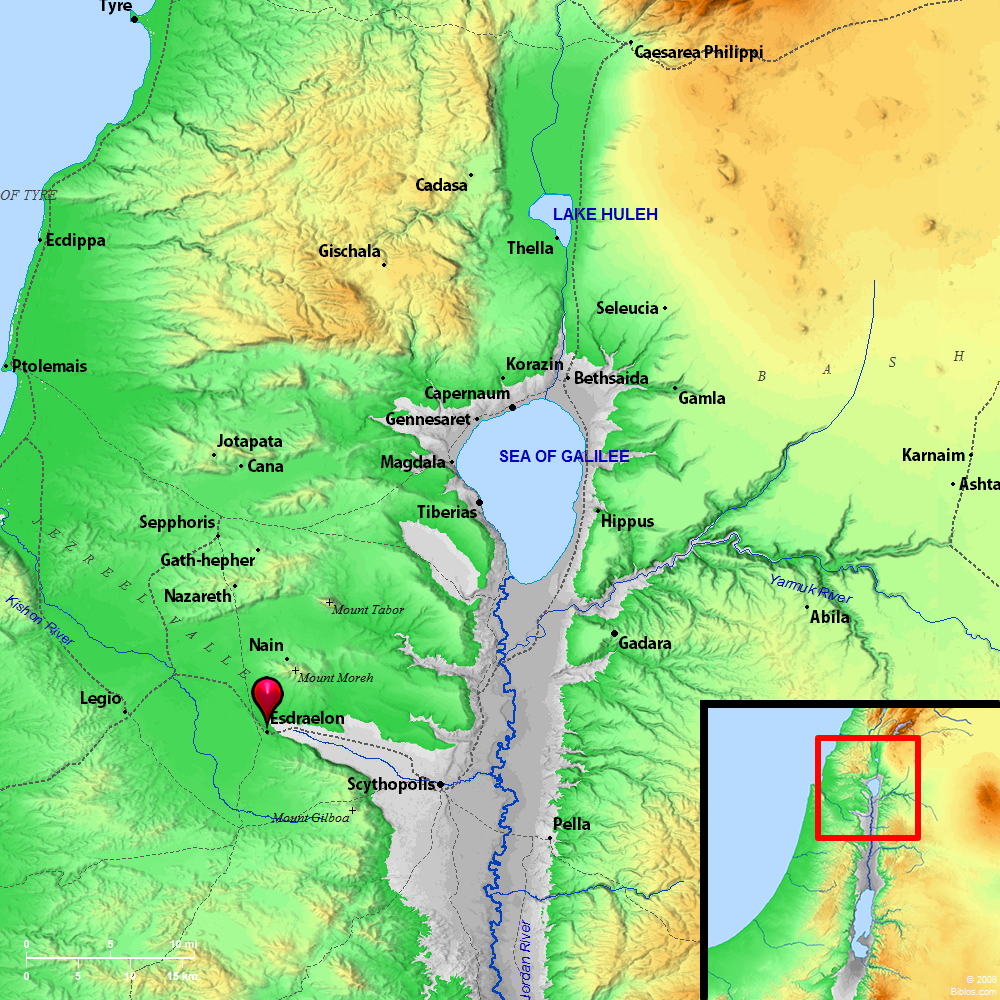 Tyre
Caesarea Philippi
Cadasa
OF TYRE
LAKE HULEH
Ecdippa
Thella
Gischala
Seleucia
Ptolemais
Korazin
B A S H
Bethsaida
Capernaum
Gamla
Gennesaret
Jotapata
Cana
Magdala
SEA OF GALILEE
Karnaim
Ashta
Tiberias
Hippus
Sepphoris
JEZREEL VALLE
Gath-hepher
Nazareth
Yarmuk River
Kishon River
Mount Tabor
Abila
Gadara
Nain
Mount Moreh
Legio
Esdraelon
Scythopolis
Mount Gilboa
Pella
Jordan River
0 5 10 mi
0 5 10 15 km
© 2008
Biblos.com